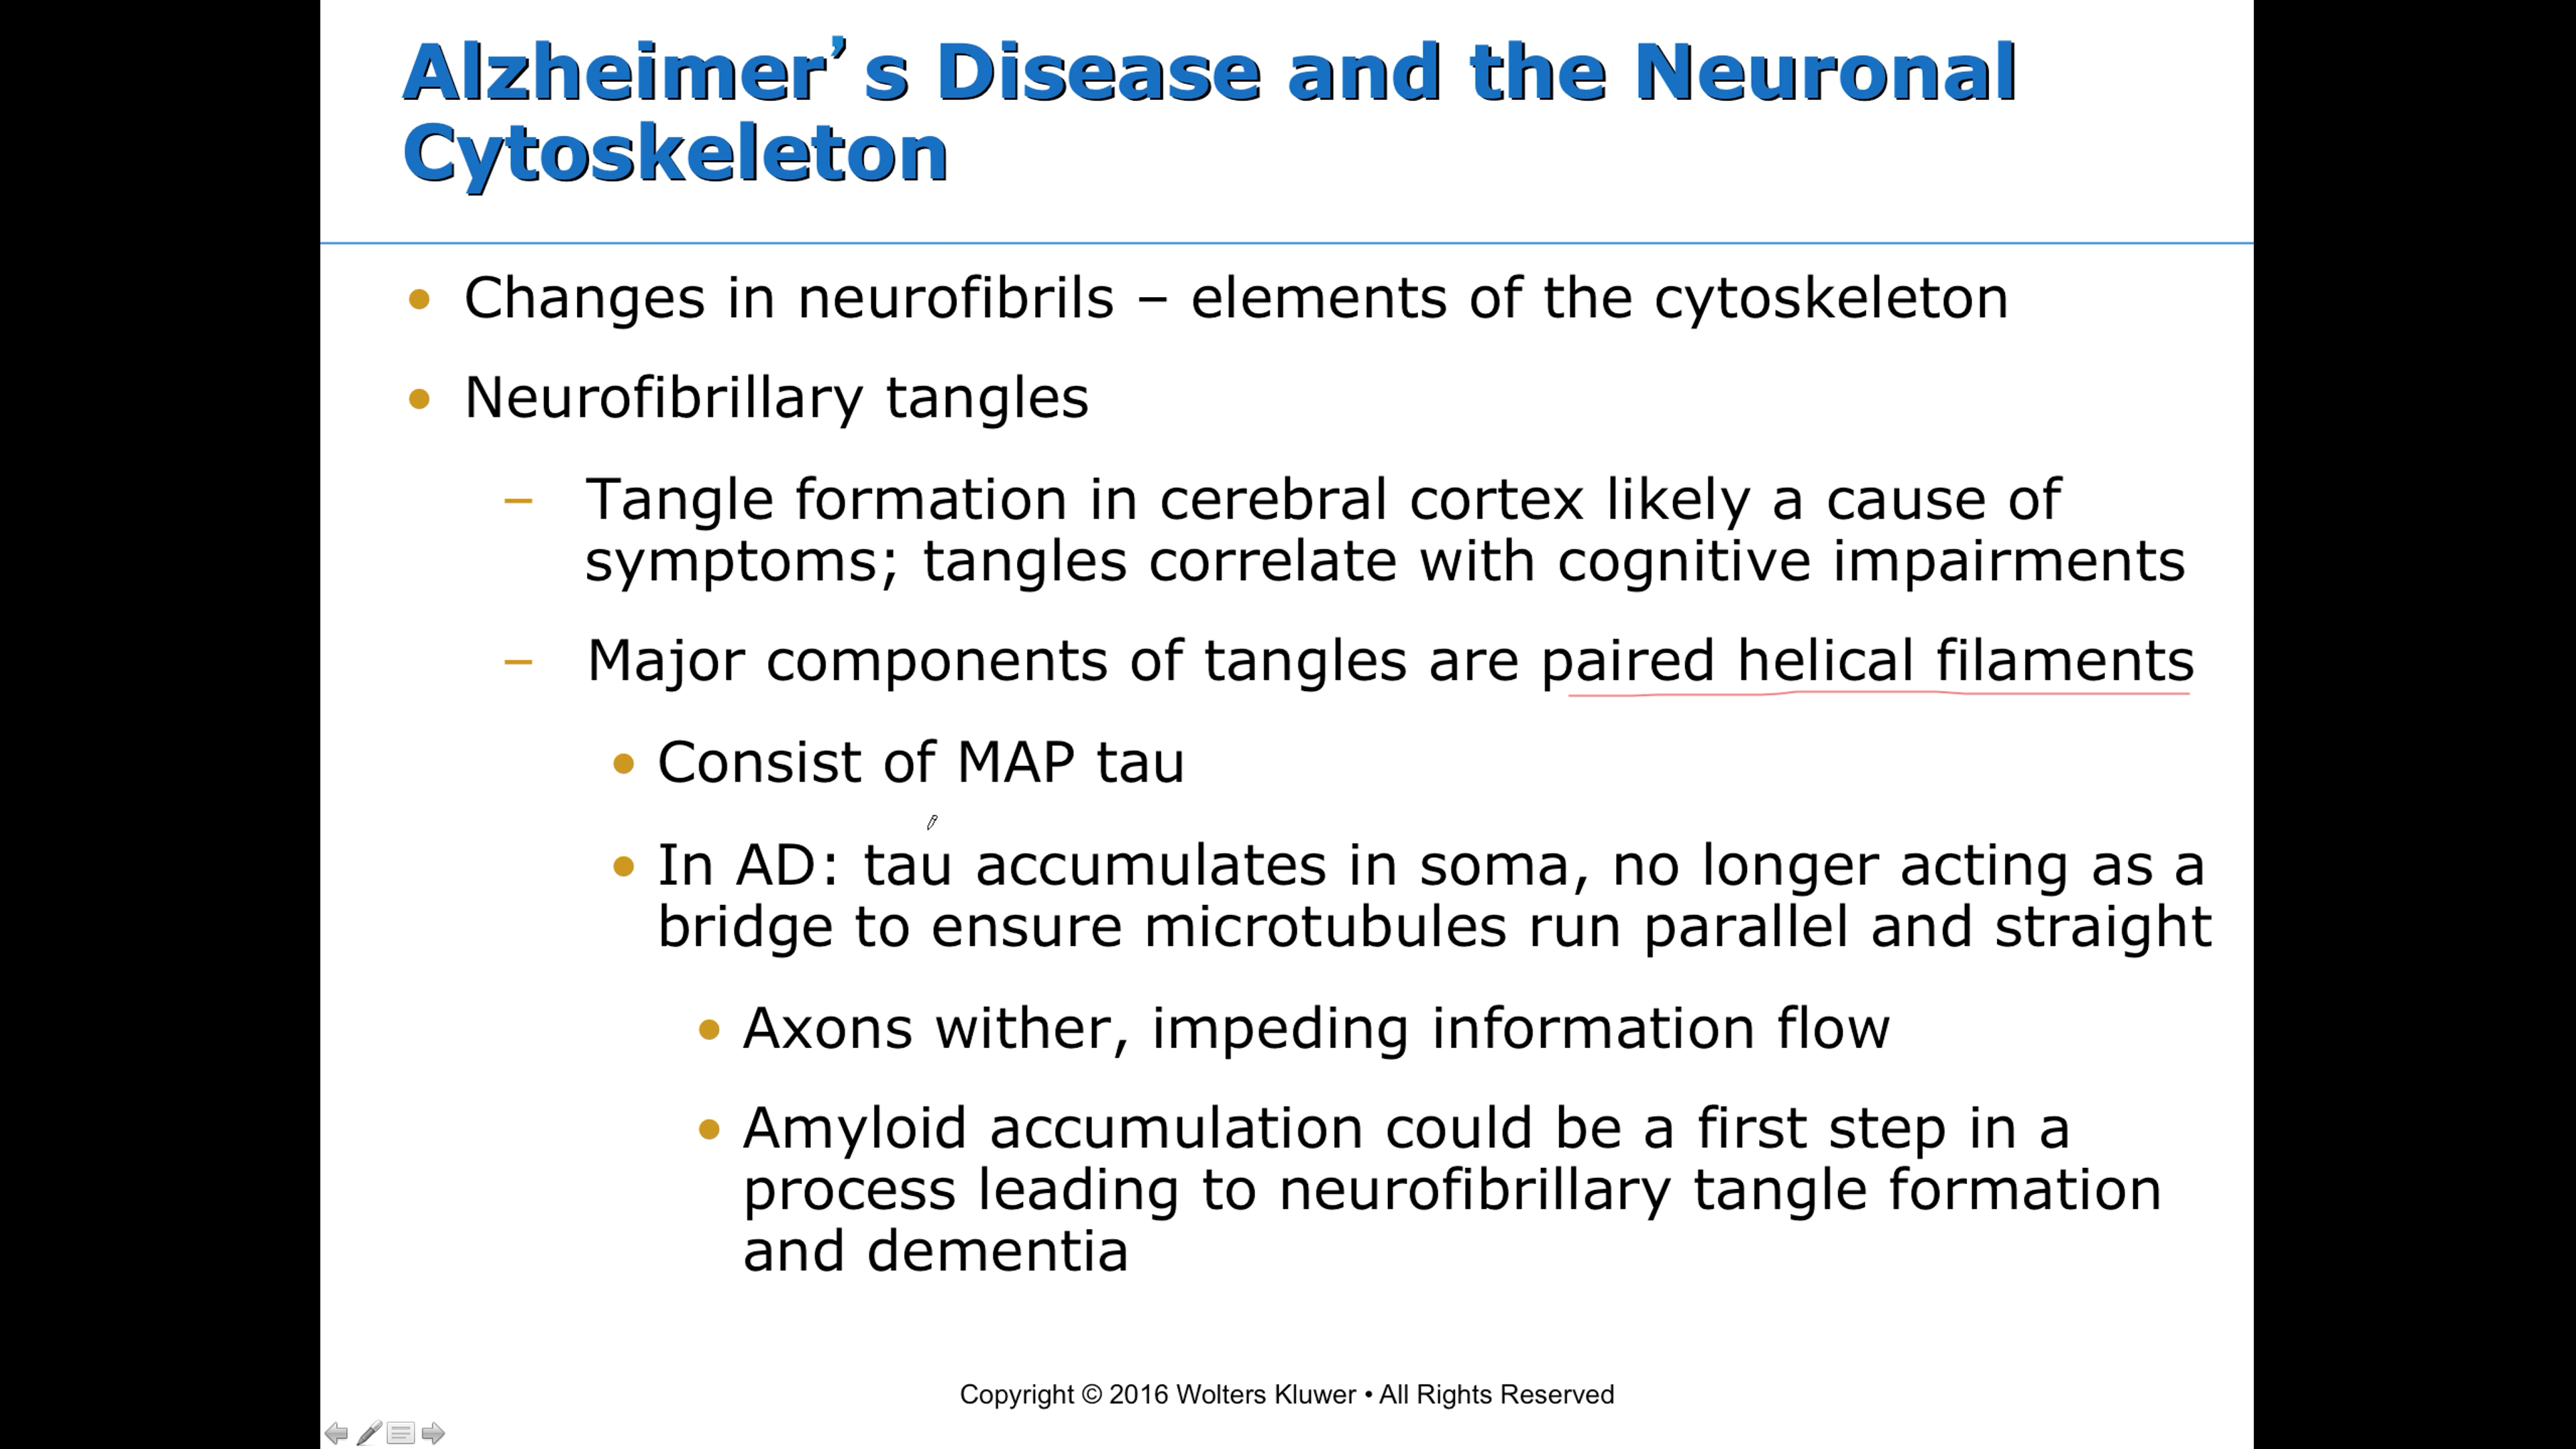 Alzheimer’s Disease and the Neuronal
Cytoskeleton
• Changes in neurofibrils – elements of the cytoskeleton
• Neurofibrillary tangles
– Tangle formation in cerebral cortex likely a cause of
symptoms; tangles correlate with cognitive impairments
– Major components of tangles are paired helical filaments
• Consist of MAP tau
• In AD: tau accumulates in soma, no longer acting as a
bridge to ensure microtubules run parallel and straight
• Axons wither, impeding information flow
• Amyloid accumulation could be a first step in a
process leading to neurofibrillary tangle formation
and dementia
Copyright © 2016 Wolters Kluwer • All Rights Reserved